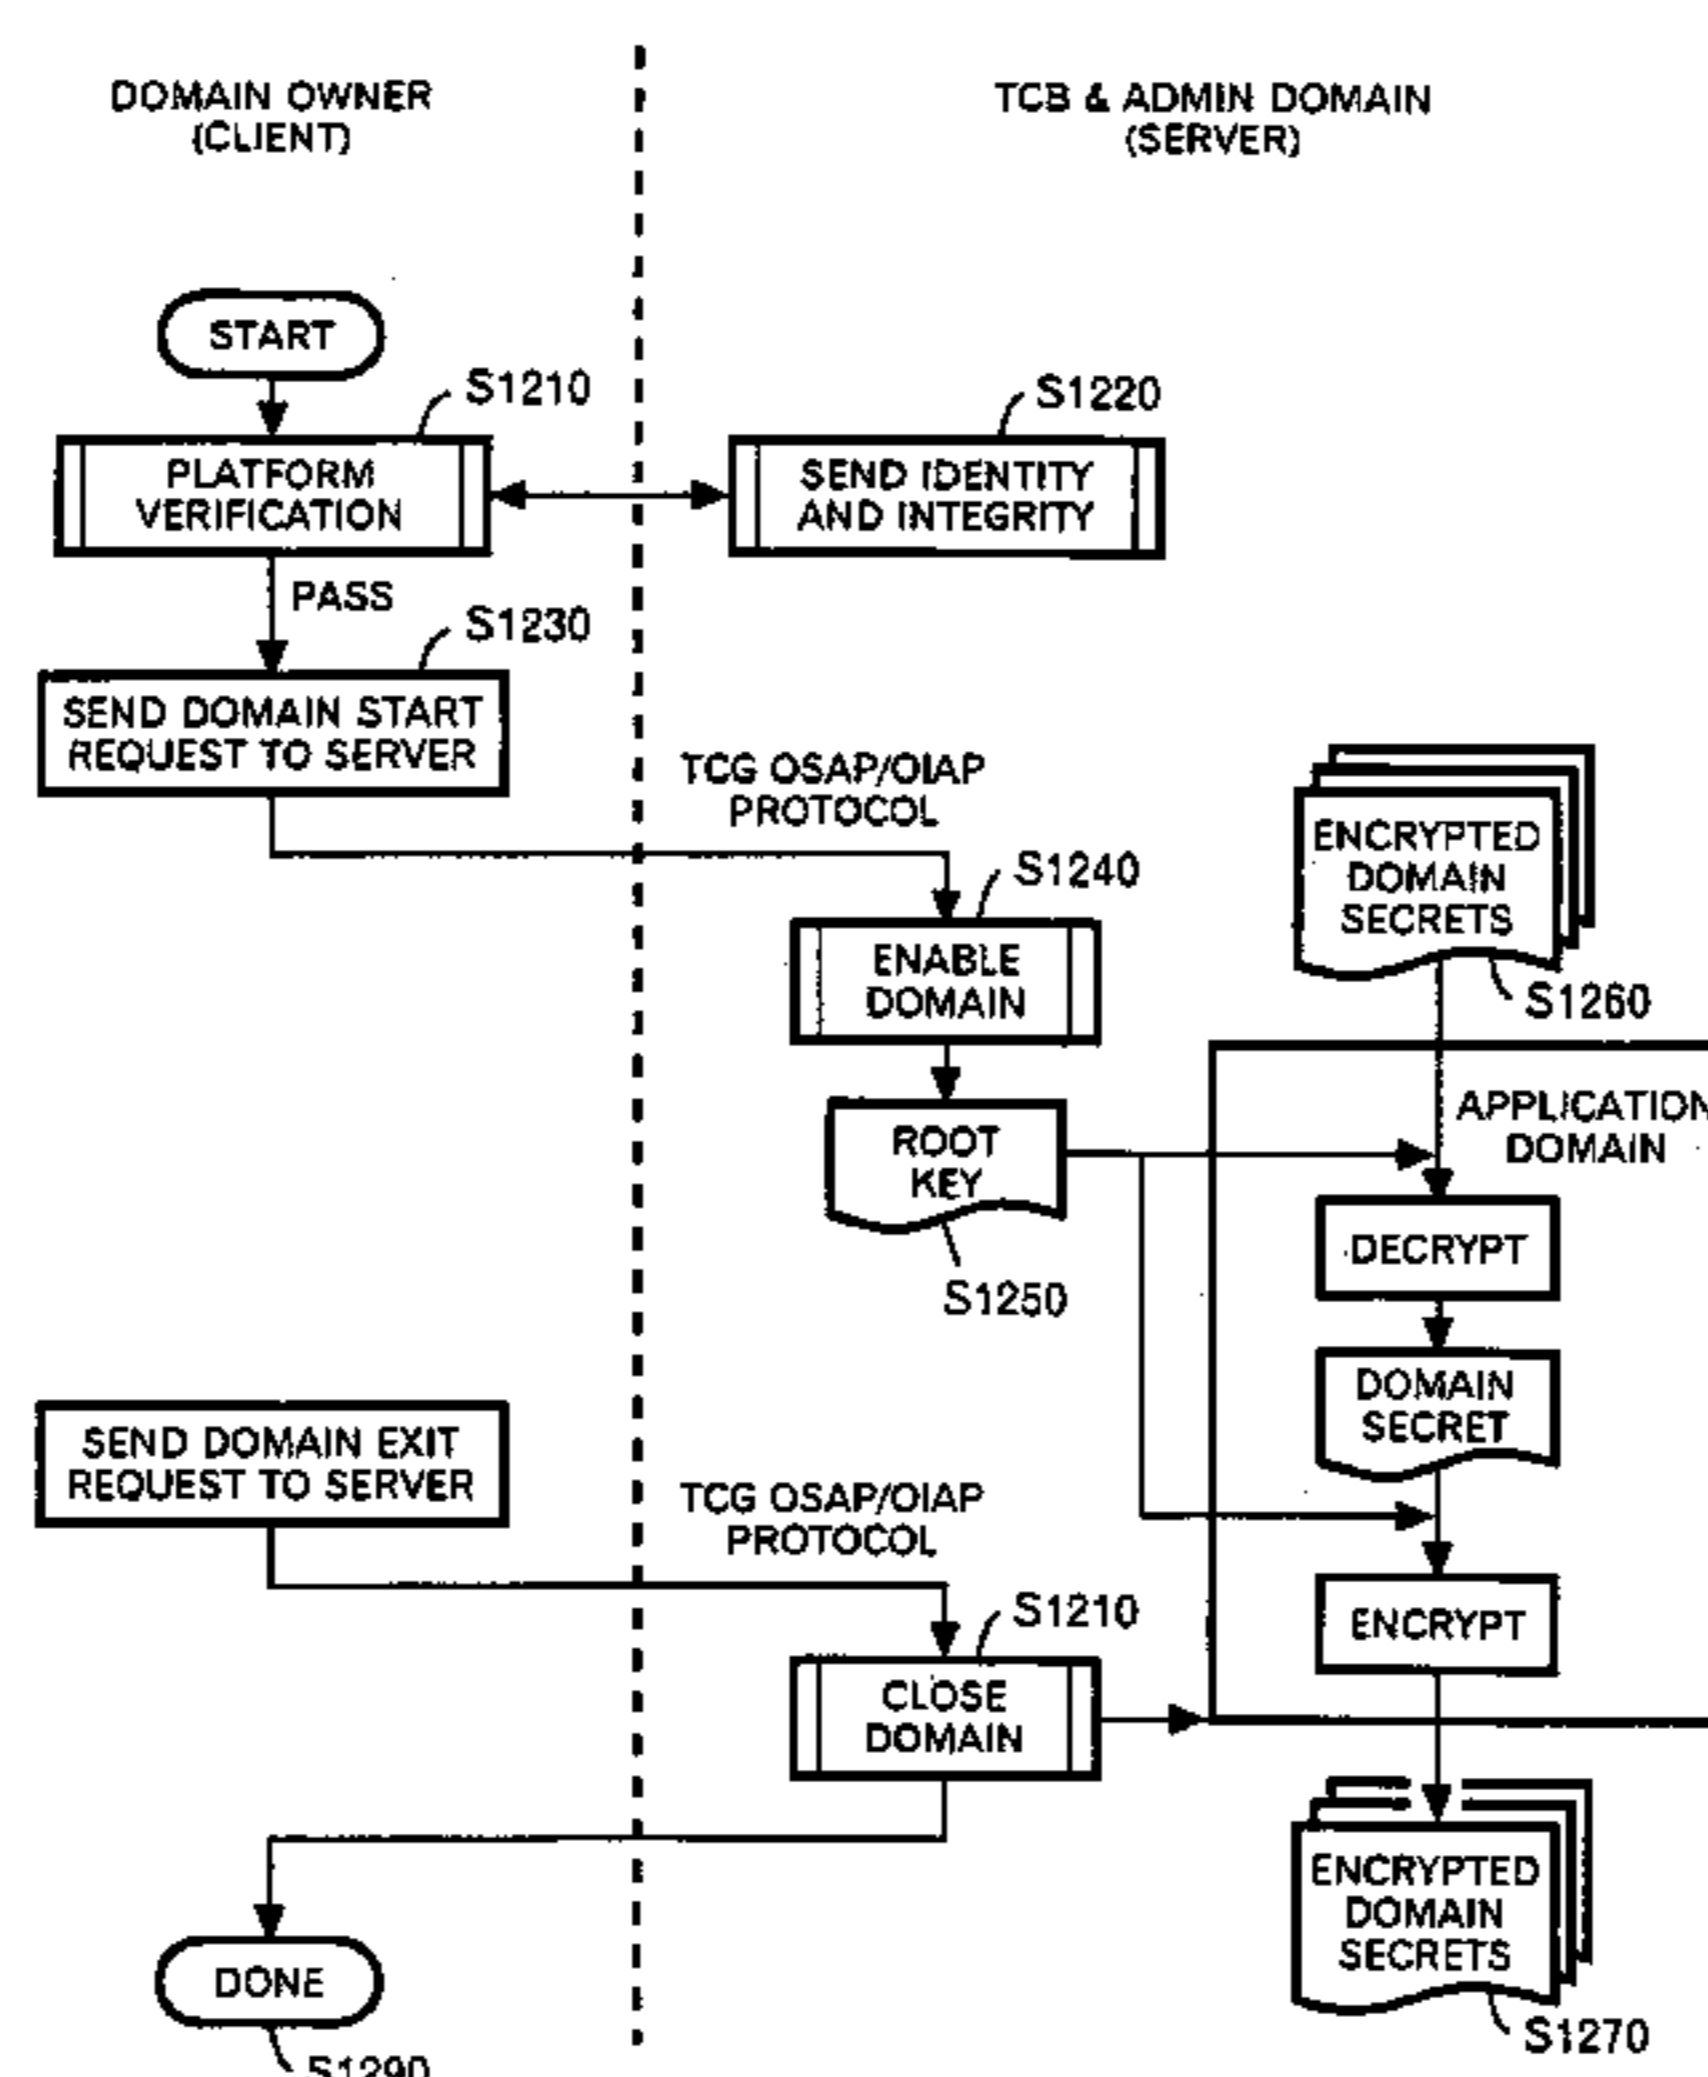 DOMAIN OWNER
(CLIENT)
TCB & ADMIN DOMAIN
(SERVER)
START
S1210
S1220
PLATFORM
VERIFICATION
SEND IDENTITY
AND INTEGRITY
PASS
S1230
SEND DOMAIN START
REQUEST TO SERVER
TCG OSAP/OIAP
PROTOCOL
ENCRYPTED
DOMAIN
SECRETS
S1240
ENABLE
DOMAIN
S1260
APPLICATION
DOMAIN
ROOT
KEY
DECRYPT
S1250
DOMAIN
SECRET
SEND DOMAIN EXIT
REQUEST TO SERVER
TCG OSAP/OIAP
PROTOCOL
S1210
ENCRYPT
CLOSE
DOMAIN
ENCRYPTED
DOMAIN
SECRETS
DONE
S1270
S1290